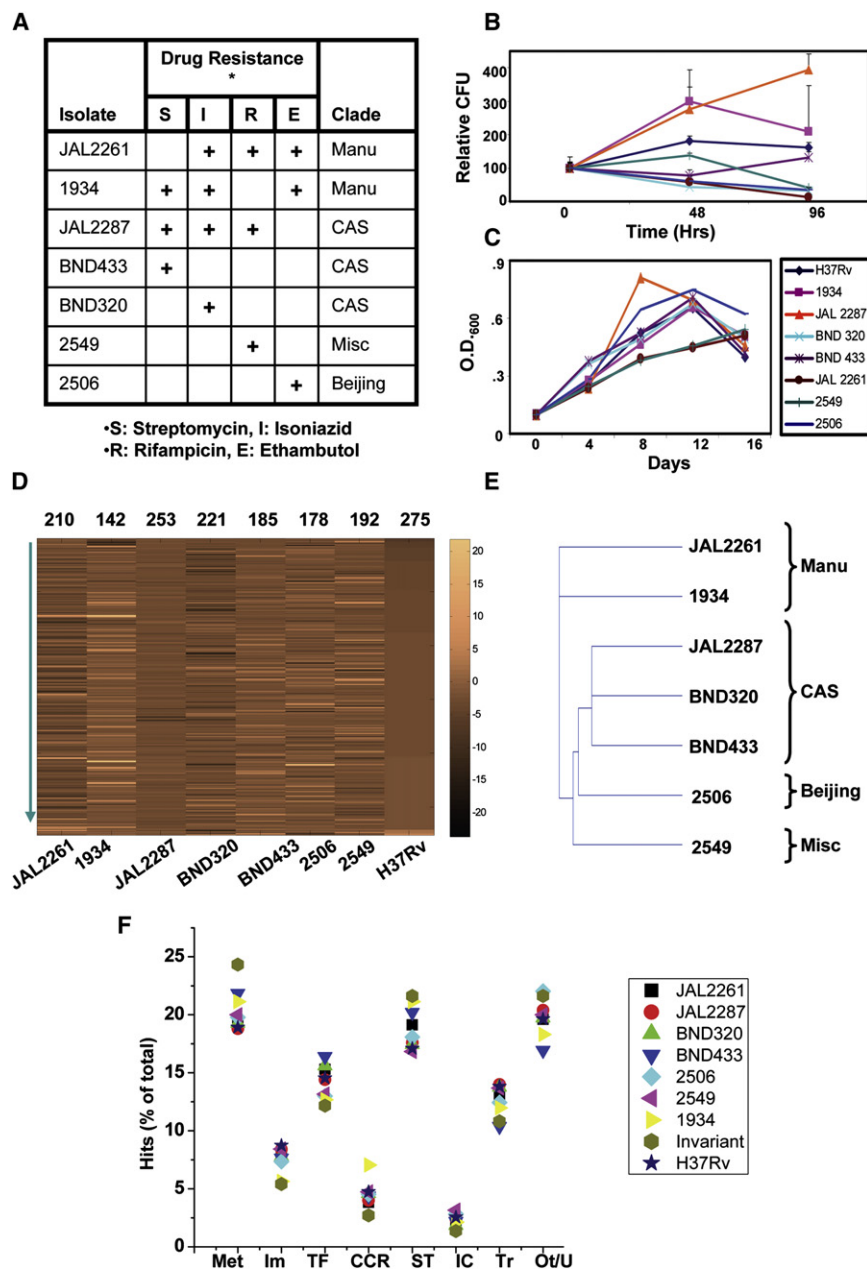 A
Isolate
Drug Resistance
*
S I R E
Clade
JAL2261 + + + Manu
1934 + + + Manu
JAL2287 + + + CAS
BND433 + CAS
BND320 + CAS
2549 + Misc
2506 + Beijing
•S: Streptomycin, I: Isoniazid
•R: Rifampicin, E: Ethambutol
B
Relative CFU
400
300
200
100
0
0 48 96
Time (Hrs)
C
O.D.600
.9
.6
.3
0
0 4 8 12 16
Days
H37Rv
1934
JAL 2287
BND 320
BND 433
JAL 2261
2549
2506
D
210 142 253 221 185 178 192 275
20
15
10
5
0
-5
-10
-15
-20
JAL2261 1934 JAL2287 BND320 BND433 2506 2549 H37Rv
E
JAL2261
1934
Manu
JAL2287
BND320
BND433
CAS
2506
Beijing
2549
Misc
F
Hits (% of total)
25
20
15
10
5
0
Met Im TF CCR ST IC Tr Ot/U
JAL2261
JAL2287
BND320
BND433
2506
2549
1934
Invariant
H37Rv